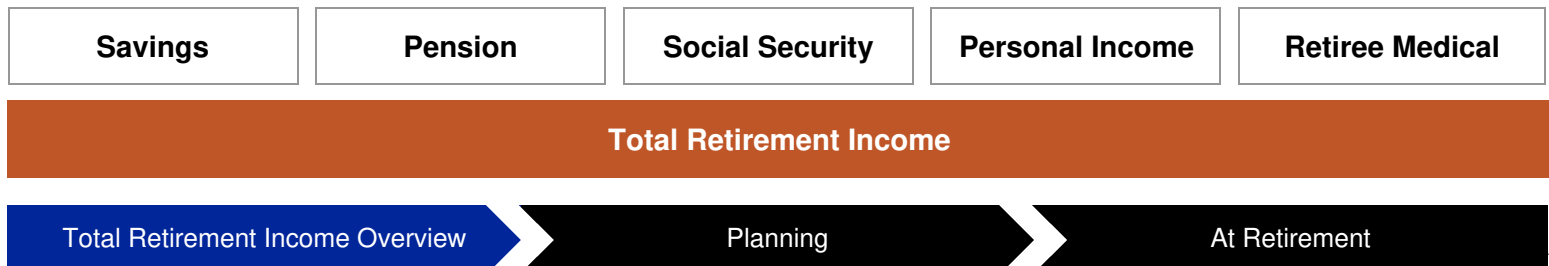 Savings
Pension
Social Security
Personal Income
Retiree Medical
Total Retirement Income
Total Retirement Income Overview
Planning
At Retirement